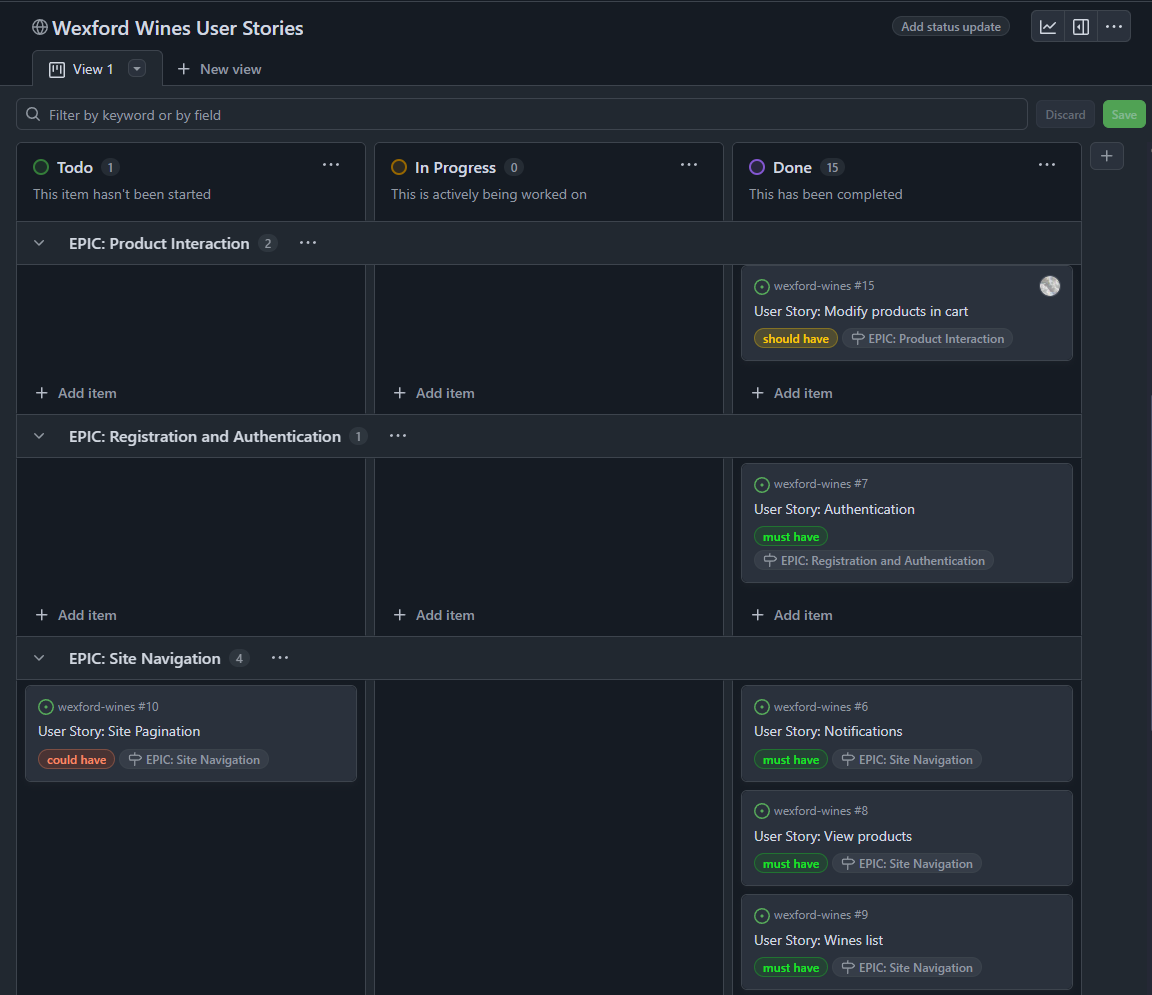 Wexford Wines User Stories
Add status update
View 1
New view
Filter by keyword or by field
Discard
Save
Todo 1
This item hasn't been started
In Progress 0
This is actively being worked on
Done 15
This has been completed
EPIC: Product Interaction 2
wexford-wines #15
User Story: Modify products in cart
should have EPIC: Product Interaction
Add item
Add item
Add item
EPIC: Registration and Authentication 1
wexford-wines #7
User Story: Authentication
must have
EPIC: Registration and Authentication
Add item
Add item
Add item
EPIC: Site Navigation 4
wexford-wines #10
User Story: Site Pagination
could have EPIC: Site Navigation
wexford-wines #6
User Story: Notifications
must have EPIC: Site Navigation
wexford-wines #8
User Story: View products
must have EPIC: Site Navigation
wexford-wines #9
User Story: Wines list
must have EPIC: Site Navigation